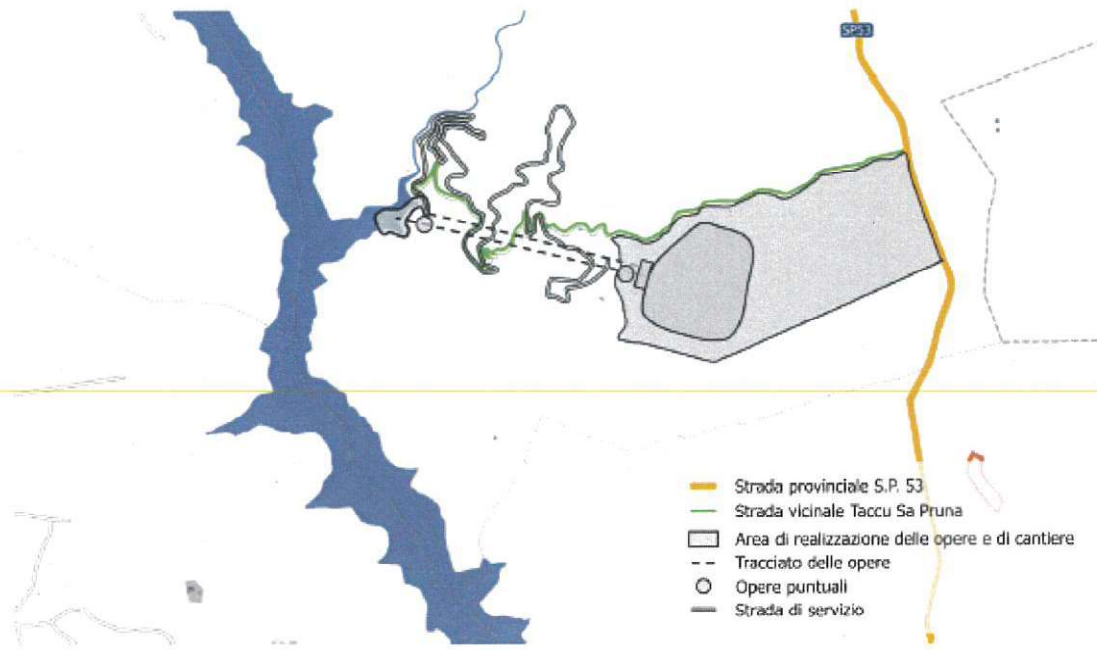 SP53
Strada provinciale S.P. 53
Strada vicinale Taccu Sa Pruna
Area di realizzazione delle opere e di cantiere
Tracciato delle opere
Opere puntuali
Strada di servizio